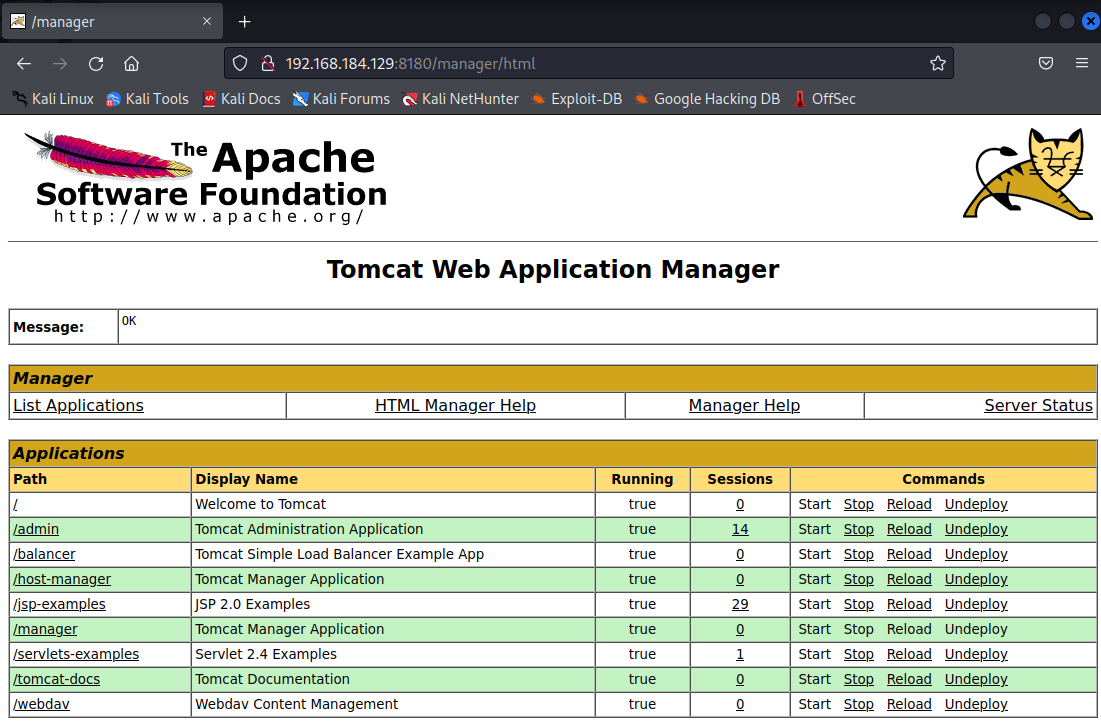 /manager
192.168.184.129:8180/manager/html
Kali Linux Kali Tools Kali Docs Kali Forums Kali NetHunter Exploit-DB Google Hacking DB OffSec
The Apache
Software Foundation
http://www.apache.org/
Tomcat Web Application Manager
Message: OK
Manager
List Applications HTML Manager Help Manager Help Server Status
Applications
Path Display Name Running Sessions Commands
/ Welcome to Tomcat true 0 Start Stop Reload Undeploy
/admin Tomcat Administration Application true 14 Start Stop Reload Undeploy
/balancer Tomcat Simple Load Balancer Example App true 0 Start Stop Reload Undeploy
/host-manager Tomcat Manager Application true 0 Start Stop Reload Undeploy
/jsp-examples JSP 2.0 Examples true 29 Start Stop Reload Undeploy
/manager Tomcat Manager Application true 0 Start Stop Reload Undeploy
/servlets-examples Servlet 2.4 Examples true 1 Start Stop Reload Undeploy
/tomcat-docs Tomcat Documentation true 0 Start Stop Reload Undeploy
/webdav Webdav Content Management true 0 Start Stop Reload Undeploy